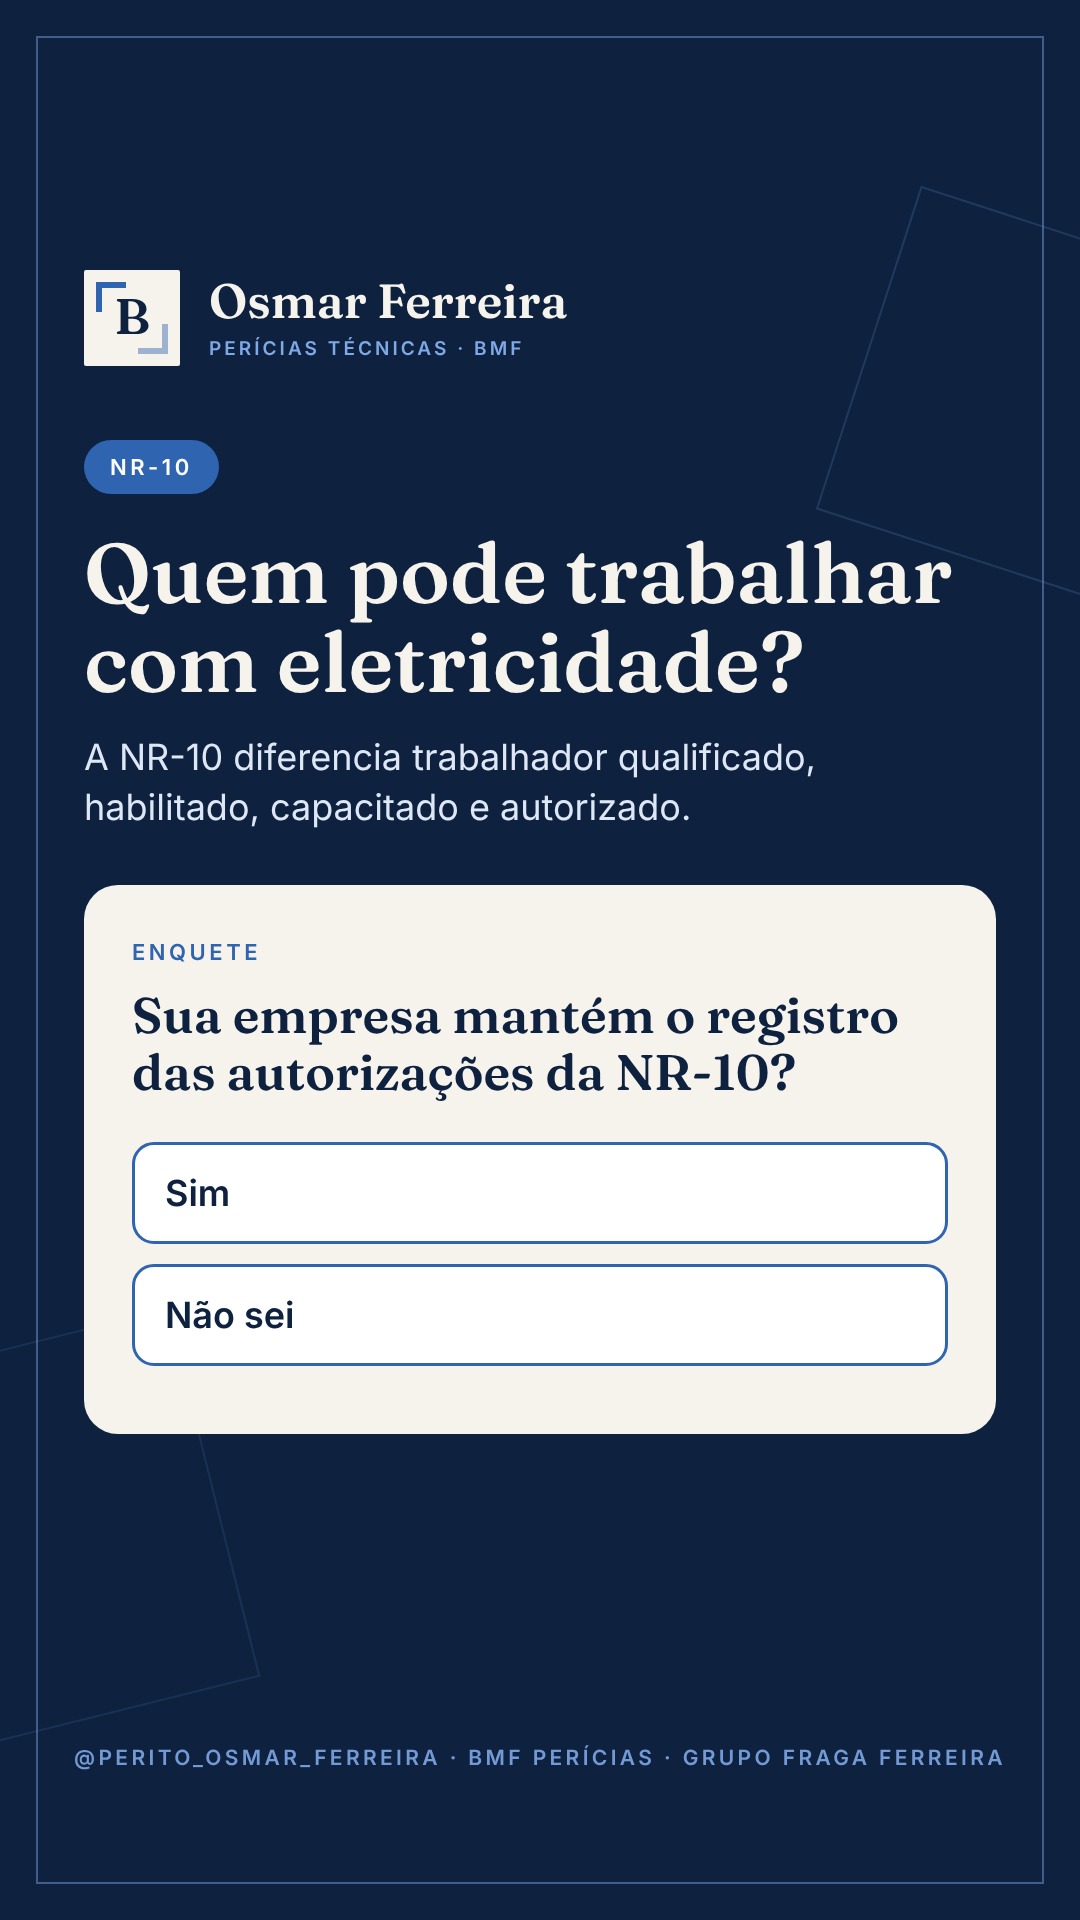 B
Osmar Ferreira
PERÍCIAS TÉCNICAS · BMF
NR-10
Quem pode trabalhar
com eletricidade?
A NR-10 diferencia trabalhador qualificado,
habilitado, capacitado e autorizado.
ENQUETE
Sua empresa mantém o registro
das autorizações da NR-10?
Sim
Não sei
@PERITO_OSMAR_FERREIRA · BMF PERÍCIAS · GRUPO FRAGA FERREIRA